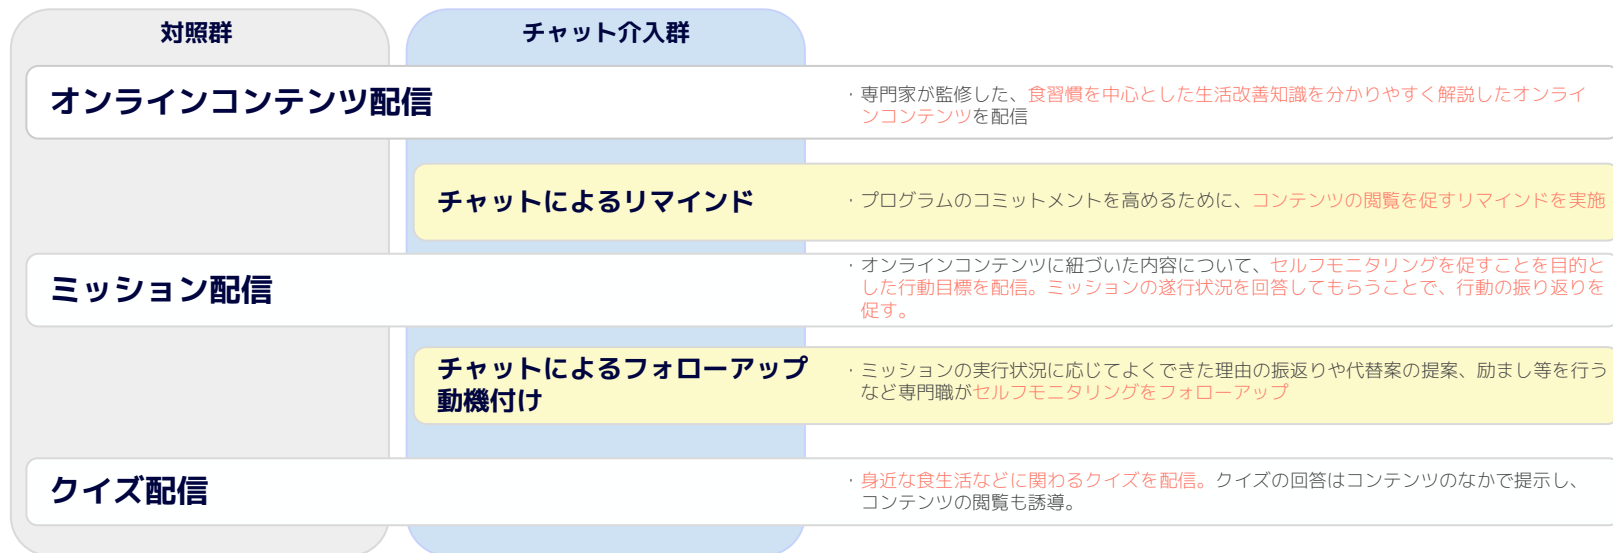 対照群
チャット介入群
オンラインコンテンツ配信
・専門家が監修した、食習慣を中心とした生活改善知識を分かりやすく解説したオンライ
ンコンテンツを配信
チャットによるリマインド
・プログラムのコミットメントを高めるために、コンテンツの閲覧を促すリマインドを実施
ミッション配信
・オンラインコンテンツに紐づいた内容について、セルフモニタリングを促すことを目的と
した行動目標を配信。ミッションの遂行状況を回答してもらうことで、行動の振り返りを
促す。
チャットによるフォローアップ
動機付け
・ミッションの実行状況に応じてよくできた理由の振返りや代替案の提案、励まし等を行う
など専門職がセルフモニタリングをフォローアップ
クイズ配信
・身近な食生活などに関わるクイズを配信。クイズの回答はコンテンツのなかで提示し、
コンテンツの閲覧も誘導。